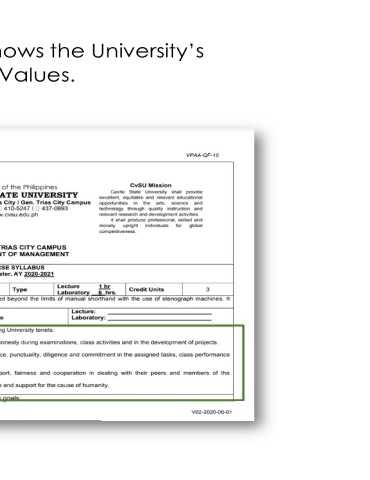 hows the University's
Values.
VPAA-QF-10
of the Philippines
ATE UNIVERSITY
s City I Gen. Trias City Campus
410-5247 I 437-0693
w.cvsu.edu.ph
CvSU Mission
Cavite State University shall provide
excellent, equitable and relevant educational
opportunities in the arts, science and
technology through quality instruction and
relevant research and development activities.
It shall produce professional, skilled and
morally upright individuals for global
competitiveness.
TRIAS CITY CAMPUS
NT OF MANAGEMENT
RSE SYLLABUS
ster, AY 2020-2021
Type Lecture 1 hr Credit Units 3
Laboratory 6 hrs.
ed beyond the limits of manual shorthand with the use of stenograph machines. It
Lecture:
o Laboratory:
ng University tenets:
onesty during examinations, class activities and in the development of projects.
ce, punctuality, diligence and commitment in the assigned tasks, class performance
ort, fairness and cooperation in dealing with their peers and members of the
e and support for the cause of humanity.
goals:
V02-2020-06-01